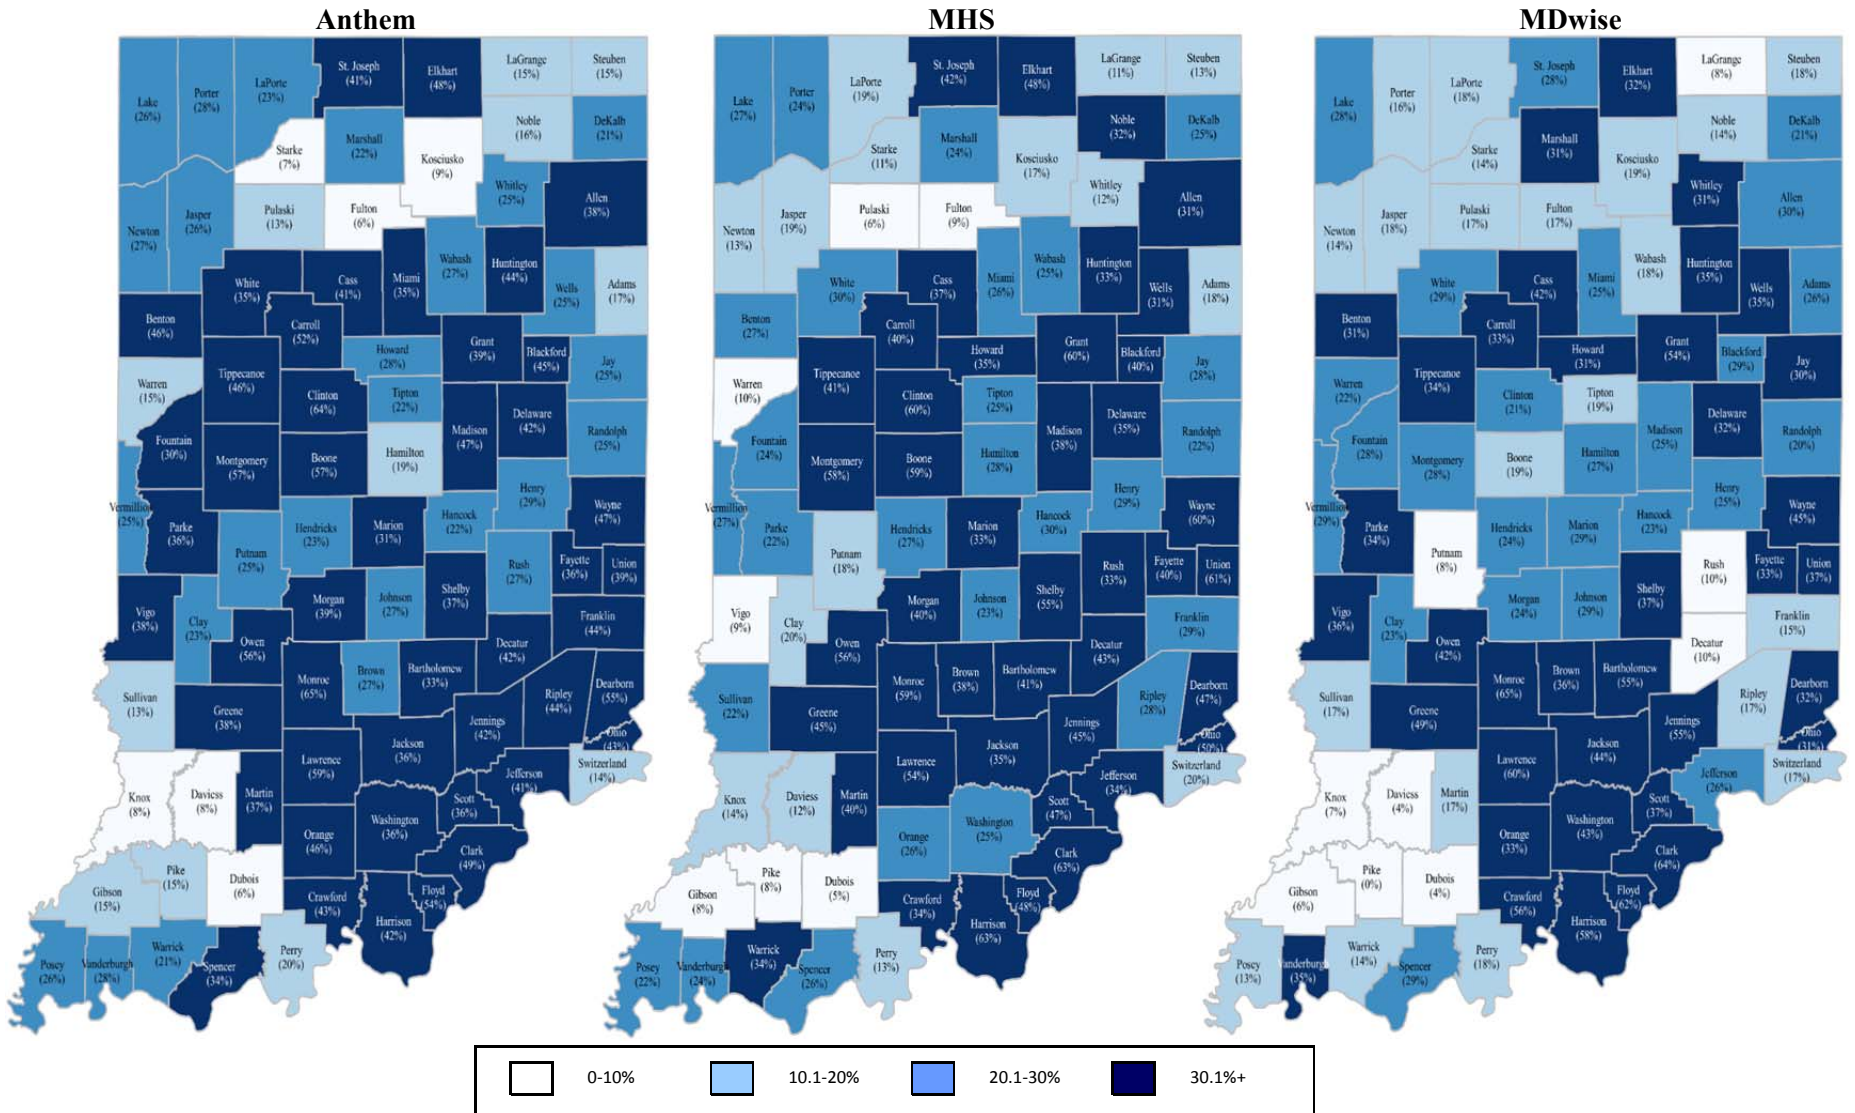 Anthem
MHS
MDwise
Lake
(26%)
Porter
(28%)
LaPorte
(23%)
St. Joseph
(41%)
Elkhart
(48%)
LaGrange
(15%)
Steuben
(15%)
Noble
(16%)
DeKalb
(21%)
Starke
(7%)
Marshall
(22%)
Kosciusko
(9%)
Whitley
(25%)
Allen
(38%)
Newton
(27%)
Jasper
(26%)
Pulaski
(13%)
Fulton
(6%)
White
(35%)
Cass
(41%)
Miami
(35%)
Wabash
(27%)
Huntington
(44%)
Wells
(25%)
Adams
(17%)
Benton
(46%)
Carroll
(52%)
Howard
(28%)
Grant
(39%)
Blackford
(45%)
Jay
(25%)
Warren
(15%)
Tippecanoe
(46%)
Clinton
(64%)
Tipton
(22%)
Madison
(47%)
Delaware
(42%)
Randolph
(25%)
Fountain
(30%)
Montgomery
(57%)
Boone
(57%)
Hamilton
(19%)
Henry
(29%)
Wayne
(47%)
Vermillion
(25%)
Parke
(36%)
Putnam
(25%)
Hendricks
(23%)
Marion
(31%)
Hancock
(22%)
Rush
(27%)
Fayette
(36%)
Union
(39%)
Vigo
(38%)
Clay
(23%)
Owen
(56%)
Morgan
(39%)
Johnson
(27%)
Shelby
(37%)
Franklin
(44%)
Decatur
(42%)
Sullivan
(13%)
Greene
(38%)
Monroe
(65%)
Brown
(27%)
Bartholomew
(33%)
Jennings
(42%)
Ripley
(44%)
Dearborn
(55%)
Ohio
(43%)
Switzerland
(14%)
Knox
(8%)
Daviess
(8%)
Martin
(37%)
Lawrence
(59%)
Jackson
(36%)
Jefferson
(41%)
Scott
(36%)
Orange
(46%)
Washington
(36%)
Clark
(49%)
Gibson
(15%)
Pike
(15%)
Dubois
(6%)
Crawford
(43%)
Harrison
(42%)
Floyd
(54%)
Posey
(26%)
Vanderburgh
(28%)
Warrick
(21%)
Spencer
(34%)
Perry
(20%)
Lake
(27%)
Porter
(24%)
LaPorte
(19%)
St. Joseph
(42%)
Elkhart
(48%)
LaGrange
(11%)
Steuben
(13%)
Noble
(32%)
DeKalb
(25%)
Starke
(11%)
Marshall
(24%)
Kosciusko
(17%)
Whitley
(12%)
Allen
(31%)
Newton
(13%)
Jasper
(19%)
Pulaski
(6%)
Fulton
(9%)
White
(30%)
Cass
(37%)
Miami
(26%)
Wabash
(25%)
Huntington
(33%)
Wells
(31%)
Adams
(18%)
Benton
(27%)
Carroll
(40%)
Howard
(35%)
Grant
(60%)
Blackford
(40%)
Jay
(28%)
Warren
(10%)
Tippecanoe
(41%)
Clinton
(60%)
Tipton
(25%)
Madison
(38%)
Delaware
(35%)
Randolph
(22%)
Fountain
(24%)
Montgomery
(58%)
Boone
(59%)
Hamilton
(28%)
Henry
(29%)
Wayne
(60%)
Vermillion
(27%)
Parke
(22%)
Putnam
(18%)
Hendricks
(27%)
Marion
(33%)
Hancock
(30%)
Rush
(33%)
Fayette
(40%)
Union
(61%)
Vigo
(9%)
Clay
(20%)
Owen
(56%)
Morgan
(40%)
Johnson
(23%)
Shelby
(55%)
Franklin
(29%)
Decatur
(43%)
Sullivan
(22%)
Greene
(45%)
Monroe
(59%)
Brown
(38%)
Bartholomew
(41%)
Jennings
(45%)
Ripley
(28%)
Dearborn
(47%)
Ohio
(50%)
Switzerland
(20%)
Knox
(14%)
Daviess
(12%)
Martin
(40%)
Lawrence
(54%)
Jackson
(35%)
Jefferson
(34%)
Scott
(47%)
Orange
(26%)
Washington
(25%)
Clark
(63%)
Gibson
(8%)
Pike
(8%)
Dubois
(5%)
Crawford
(34%)
Harrison
(63%)
Floyd
(48%)
Posey
(22%)
Vanderburgh
(24%)
Warrick
(34%)
Spencer
(26%)
Perry
(13%)
Lake
(28%)
Porter
(16%)
LaPorte
(18%)
St. Joseph
(28%)
Elkhart
(32%)
LaGrange
(8%)
Steuben
(18%)
Noble
(14%)
DeKalb
(21%)
Starke
(14%)
Marshall
(31%)
Kosciusko
(19%)
Whitley
(31%)
Allen
(30%)
Newton
(14%)
Jasper
(18%)
Pulaski
(17%)
Fulton
(17%)
White
(29%)
Cass
(42%)
Miami
(25%)
Wabash
(18%)
Huntington
(35%)
Wells
(35%)
Adams
(26%)
Benton
(31%)
Carroll
(33%)
Howard
(31%)
Grant
(54%)
Blackford
(29%)
Jay
(30%)
Warren
(22%)
Tippecanoe
(34%)
Clinton
(21%)
Tipton
(19%)
Madison
(25%)
Delaware
(32%)
Randolph
(20%)
Fountain
(28%)
Montgomery
(28%)
Boone
(19%)
Hamilton
(27%)
Henry
(25%)
Wayne
(45%)
Vermillion
(29%)
Parke
(34%)
Putnam
(8%)
Hendricks
(24%)
Marion
(29%)
Hancock
(23%)
Rush
(10%)
Fayette
(33%)
Union
(37%)
Vigo
(36%)
Clay
(23%)
Owen
(42%)
Morgan
(24%)
Johnson
(29%)
Shelby
(37%)
Franklin
(15%)
Decatur
(10%)
Sullivan
(17%)
Greene
(49%)
Monroe
(65%)
Brown
(36%)
Bartholomew
(55%)
Jennings
(55%)
Ripley
(17%)
Dearborn
(32%)
Ohio
(31%)
Switzerland
(17%)
Knox
(7%)
Daviess
(4%)
Martin
(17%)
Lawrence
(60%)
Jackson
(44%)
Jefferson
(26%)
Scott
(37%)
Orange
(33%)
Washington
(43%)
Clark
(64%)
Gibson
(6%)
Pike
(0%)
Dubois
(4%)
Crawford
(56%)
Harrison
(58%)
Floyd
(62%)
Posey
(13%)
Vanderburgh
(35%)
Warrick
(14%)
Spencer
(29%)
Perry
(18%)
0-10%
10.1-20%
20.1-30%
30.1%+